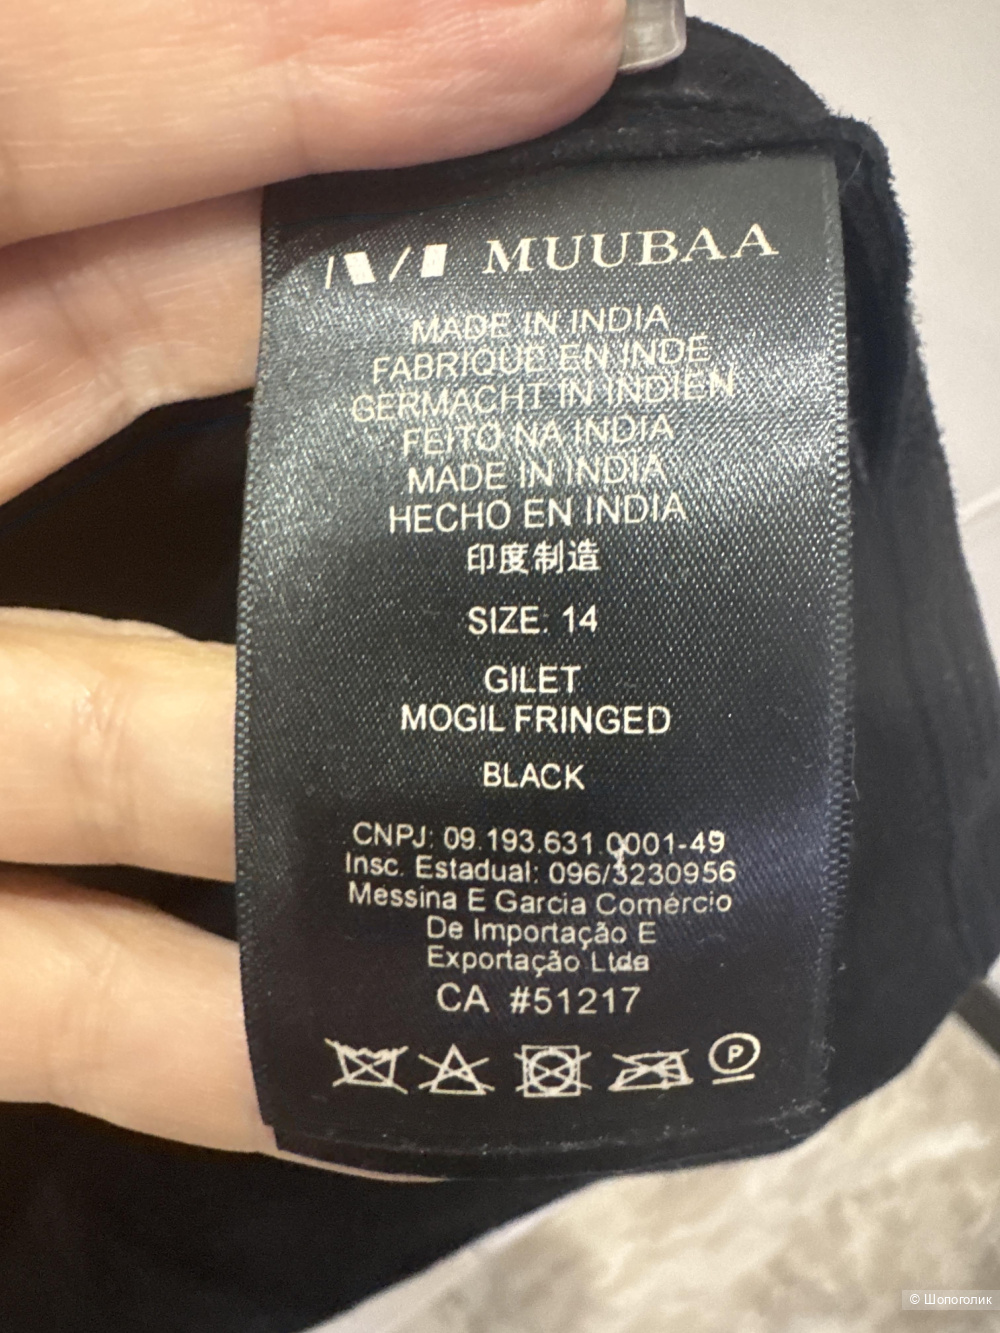 MUUBAA
MADE IN INDIA
FABRIQUE EN INDE
GERMACHT IN INDIEN
FEITO NA INDIA
MADE IN INDIA
HECHO EN INDIA
印度制造
SIZE: 14
GILET
MOGIL FRINGED
BLACK
CNPJ: 09.193.631.0001-49
Insc. Estadual: 096/3230956
Messina E Garcia Comércio
De Importação E
Exportação Ltda
CA #51217
P
© Шопоголик